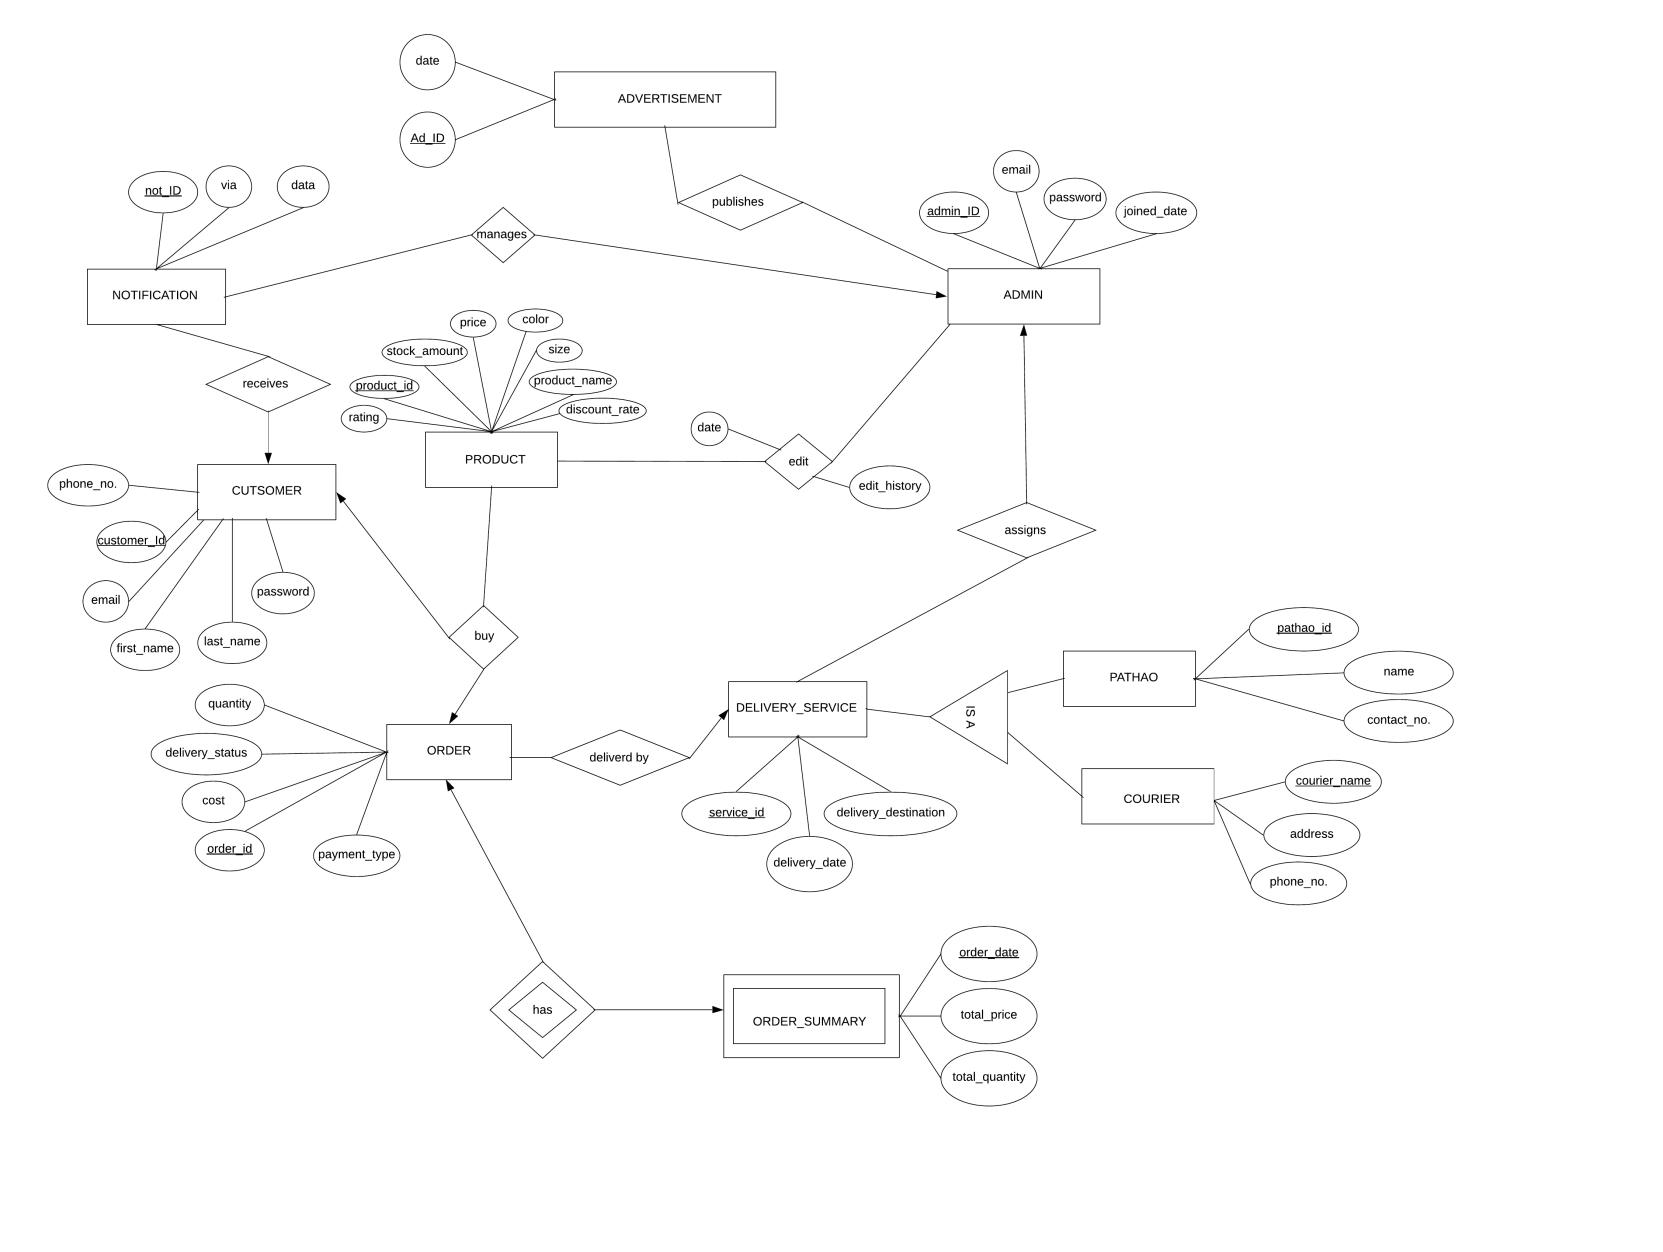 date
ADVERTISEMENT
Ad_ID
email
not_ID
via
data
password
publishes
admin_ID
joined_date
manages
NOTIFICATION
ADMIN
price
color
stock_amount
size
receives
product_id
product_name
rating
discount_rate
date
PRODUCT
edit
phone_no.
CUTSOMER
edit_history
assigns
customer_Id
password
email
pathao_id
buy
first_name
last_name
name
PATHAO
quantity
DELIVERY_SERVICE
IS A
contact_no.
delivery_status
ORDER
deliverd by
courier_name
cost
COURIER
service_id
delivery_destination
address
order_id
payment_type
delivery_date
phone_no.
order_date
has
total_price
ORDER_SUMMARY
total_quantity